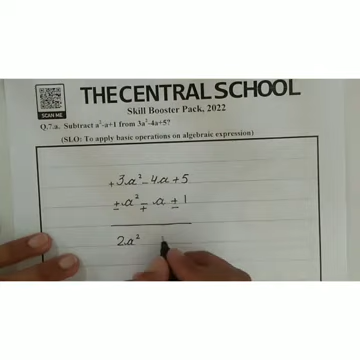 SCAN ME
THE CENTRAL SCHOOL
Skill Booster Pack, 2022
Q.7.a. Subtract a²-a+1 from 3a²-4a+5?
(SLO: To apply basic operations on algebraic expression)
+3a² - 4a + 5
± a² ∓ a ± 1
2a²